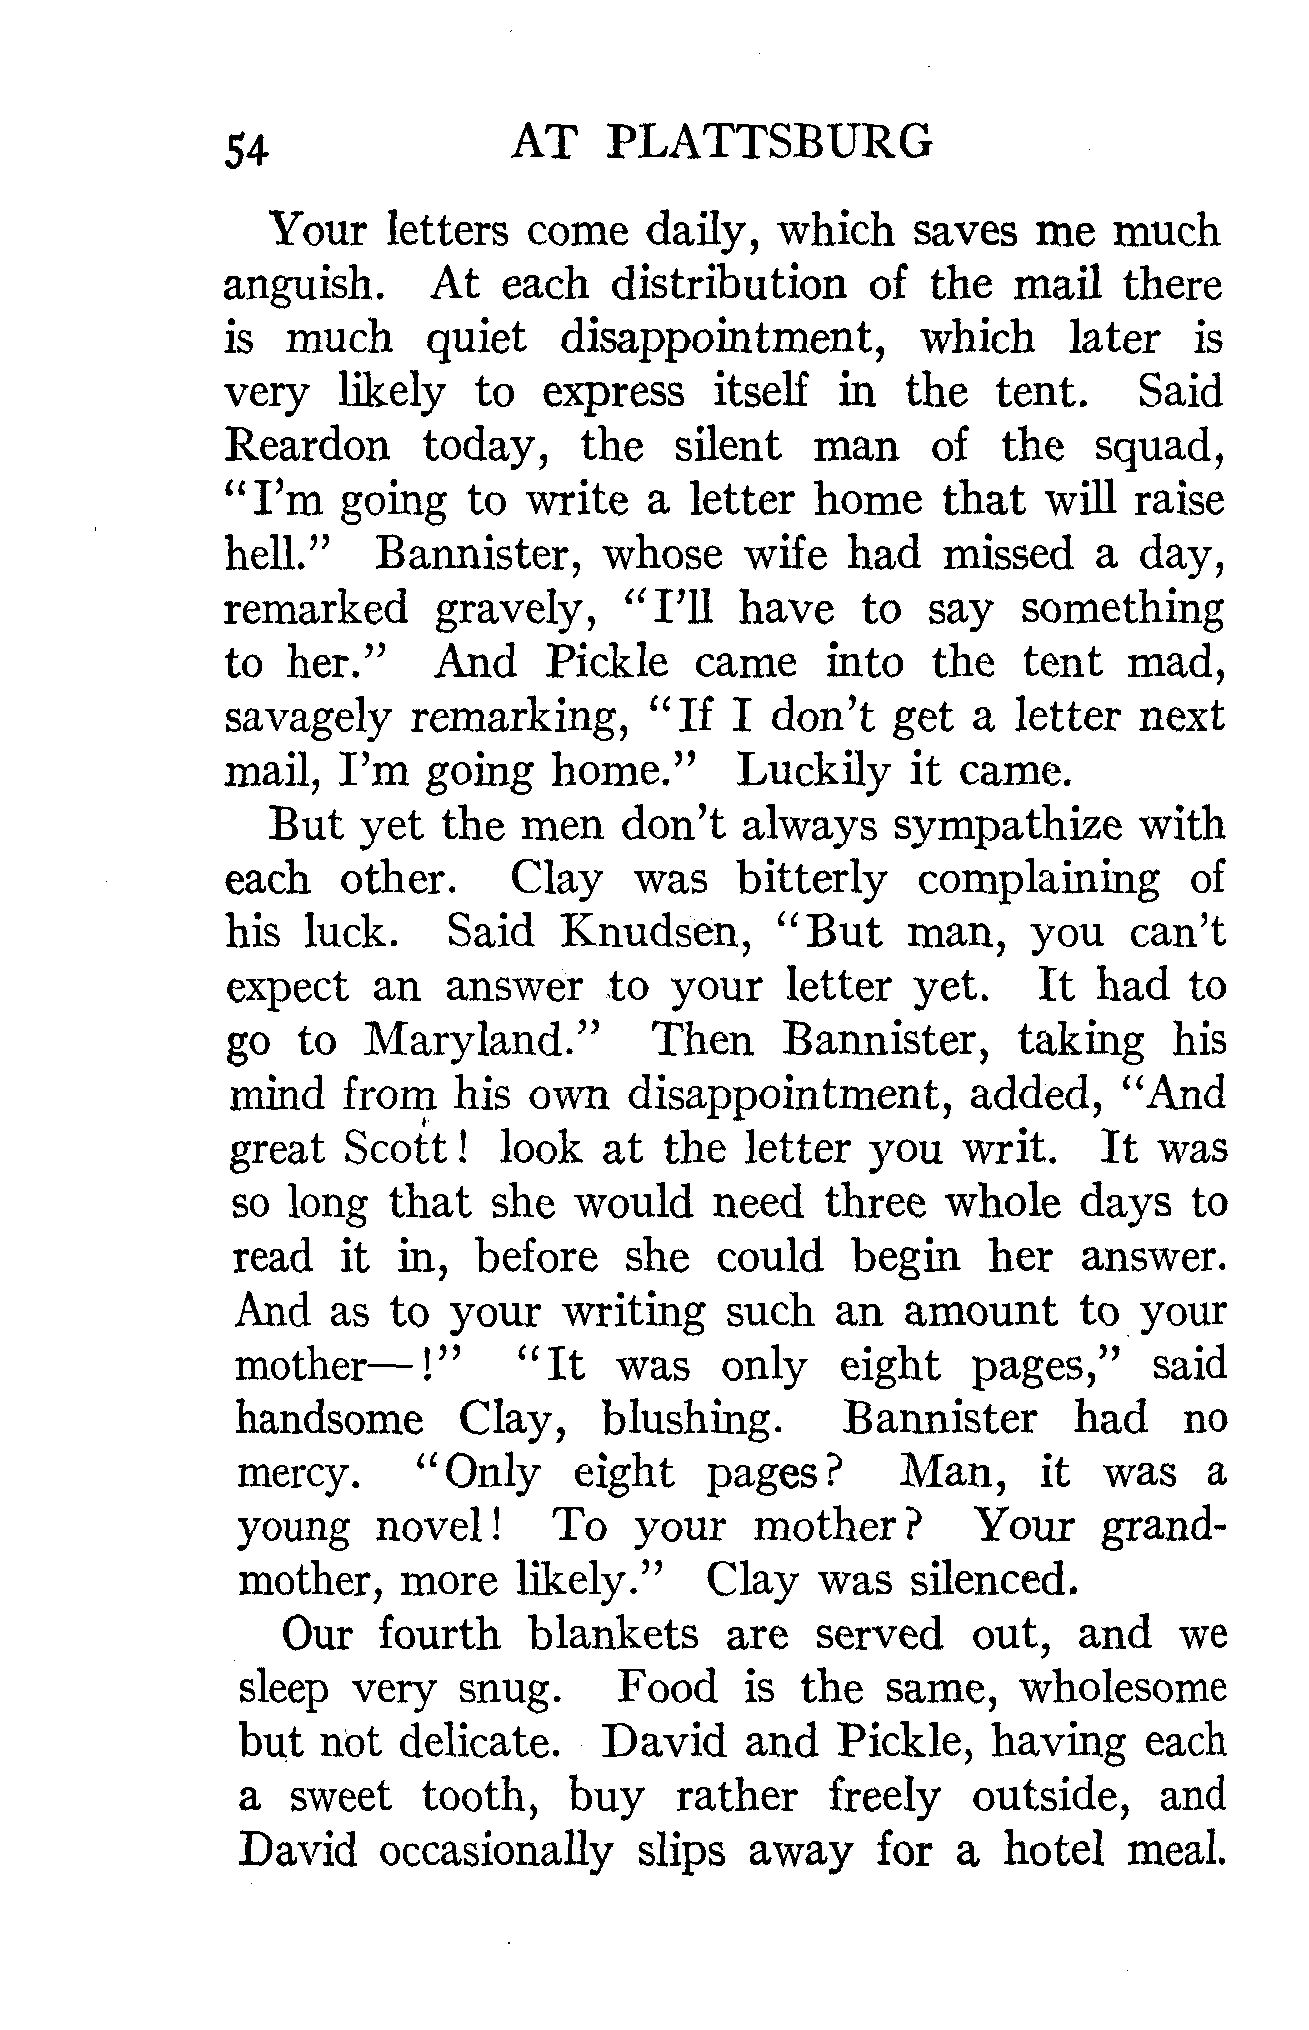 54 AT PLATTSBURG
Your letters come daily, which saves me much
anguish. At each distribution of the mail there
is much quiet disappointment, which later is
very likely to express itself in the tent. Said
Reardon today, the silent man of the squad,
“I’m going to write a letter home that will raise
hell.” Bannister, whose wife had missed a day,
remarked gravely, “I’ll have to say something
to her.” And Pickle came into the tent mad,
savagely remarking, “If I don’t get a letter next
mail, I’m going home.” Luckily it came.
But yet the men don’t always sympathize with
each other. Clay was bitterly complaining of
his luck. Said Knudsen, “But man, you can’t
expect an answer to your letter yet. It had to
go to Maryland.” Then Bannister, taking his
mind from his own disappointment, added, “And
great Scott! look at the letter you writ. It was
so long that she would need three whole days to
read it in, before she could begin her answer.
And as to your writing such an amount to your
mother—!” “It was only eight pages,” said
handsome Clay, blushing. Bannister had no
mercy. “Only eight pages? Man, it was a
young novel! To your mother? Your grand-
mother, more likely.” Clay was silenced.
Our fourth blankets are served out, and we
sleep very snug. Food is the same, wholesome
but not delicate. David and Pickle, having each
a sweet tooth, buy rather freely outside, and
David occasionally slips away for a hotel meal.